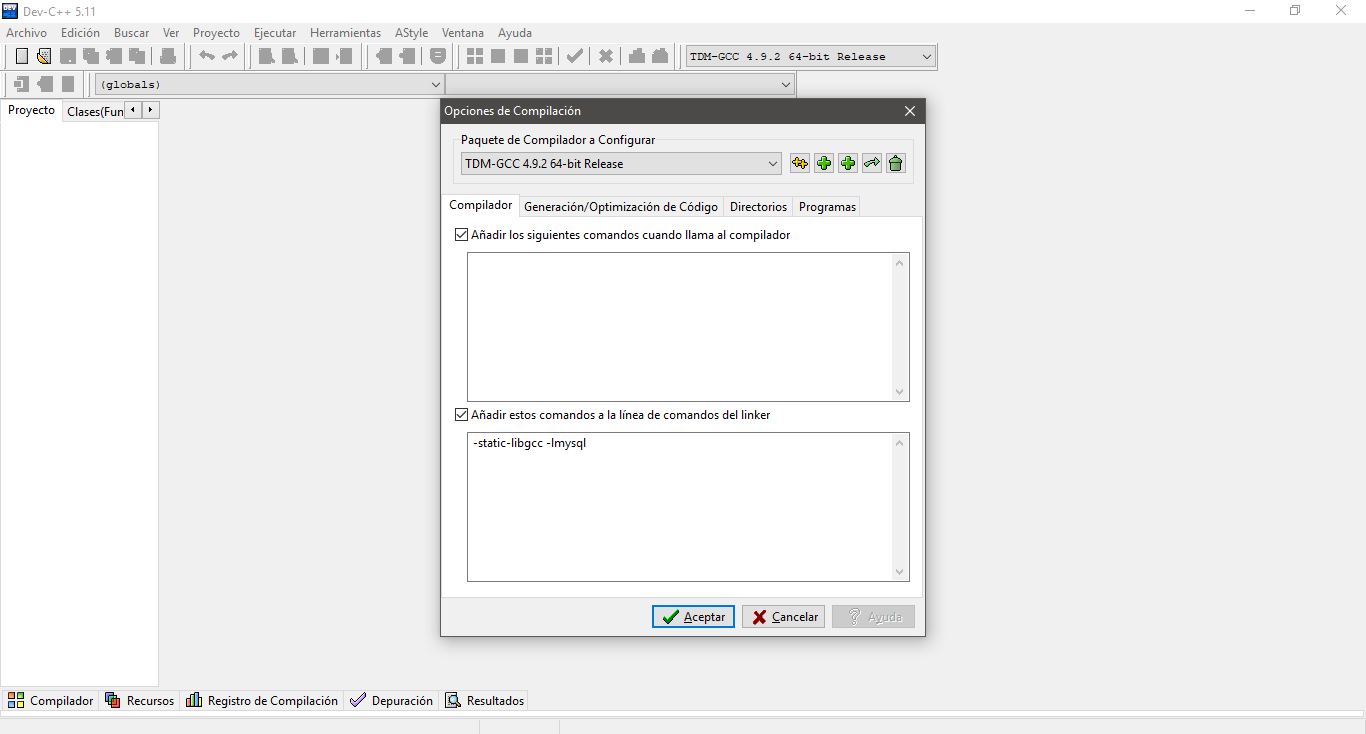 Dev-C++ 5.11
Archivo Edición Buscar Ver Proyecto Ejecutar Herramientas AStyle Ventana Ayuda
TDM-GCC 4.9.2 64-bit Release
(globals)
Proyecto Clases(Fun
Opciones de Compilación
Paquete de Compilador a Configurar
TDM-GCC 4.9.2 64-bit Release
Compilador Generación/Optimización de Código Directorios Programas
Añadir los siguientes comandos cuando llama al compilador
Añadir estos comandos a la línea de comandos del linker
-static-libgcc -lmysql
Aceptar Cancelar Ayuda
Compilador Recursos Registro de Compilación Depuración Resultados